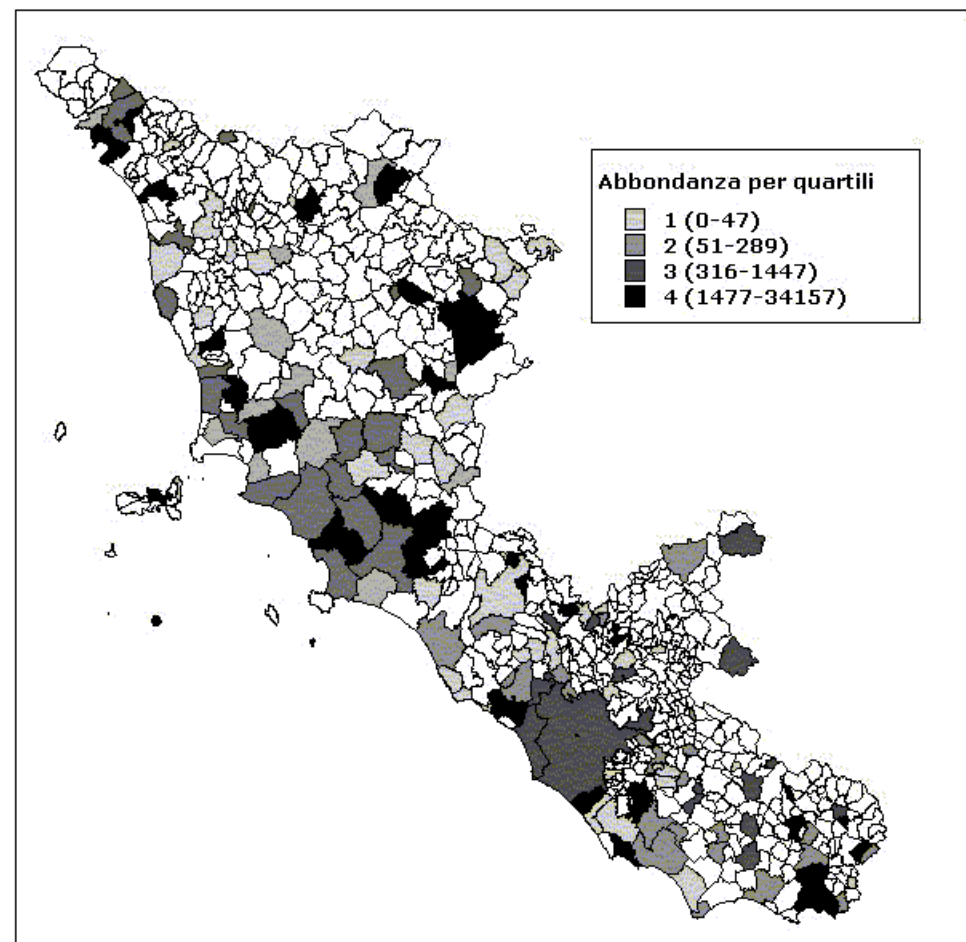 Abbondanza per quartili
1 (0-47)
2 (51-289)
3 (316-1447)
4 (1477-34157)